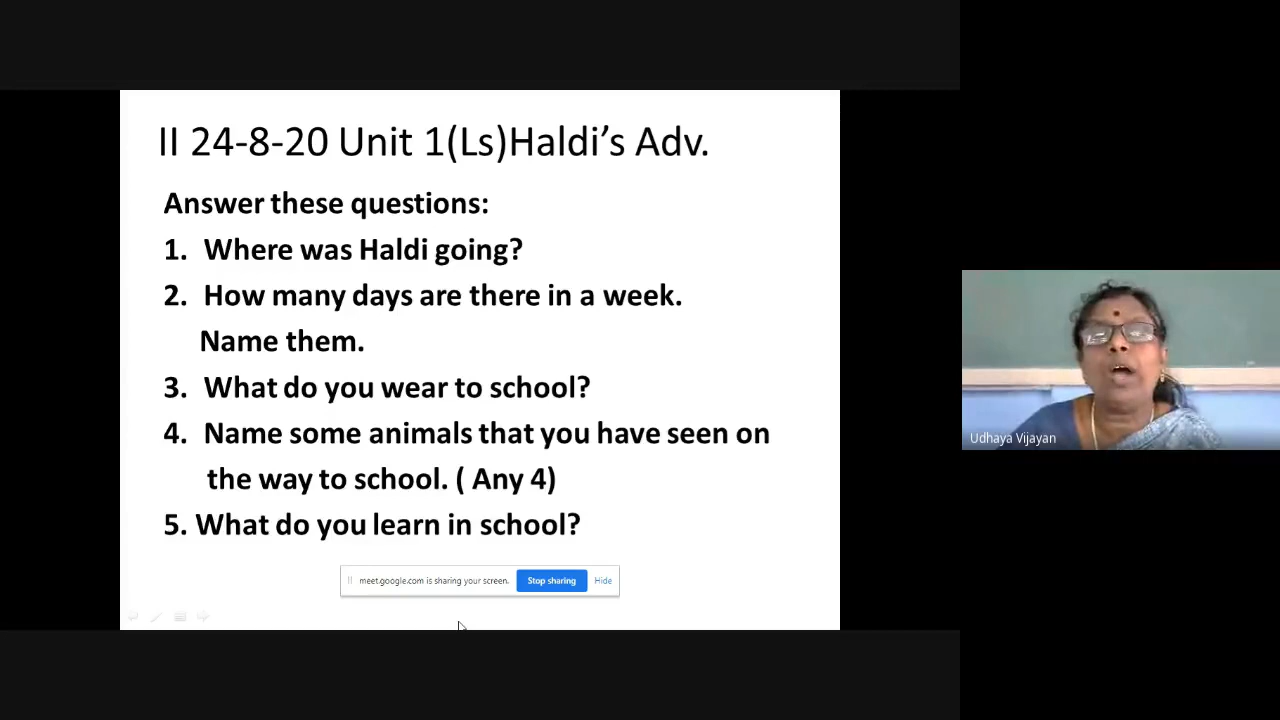 II 24-8-20 Unit 1(Ls)Haldi’s Adv.
Answer these questions:
1. Where was Haldi going?
2. How many days are there in a week.
Name them.
3. What do you wear to school?
4. Name some animals that you have seen on
the way to school. ( Any 4)
5. What do you learn in school?
meet.google.com is sharing your screen. Stop sharing Hide
Udhaya Vijayan